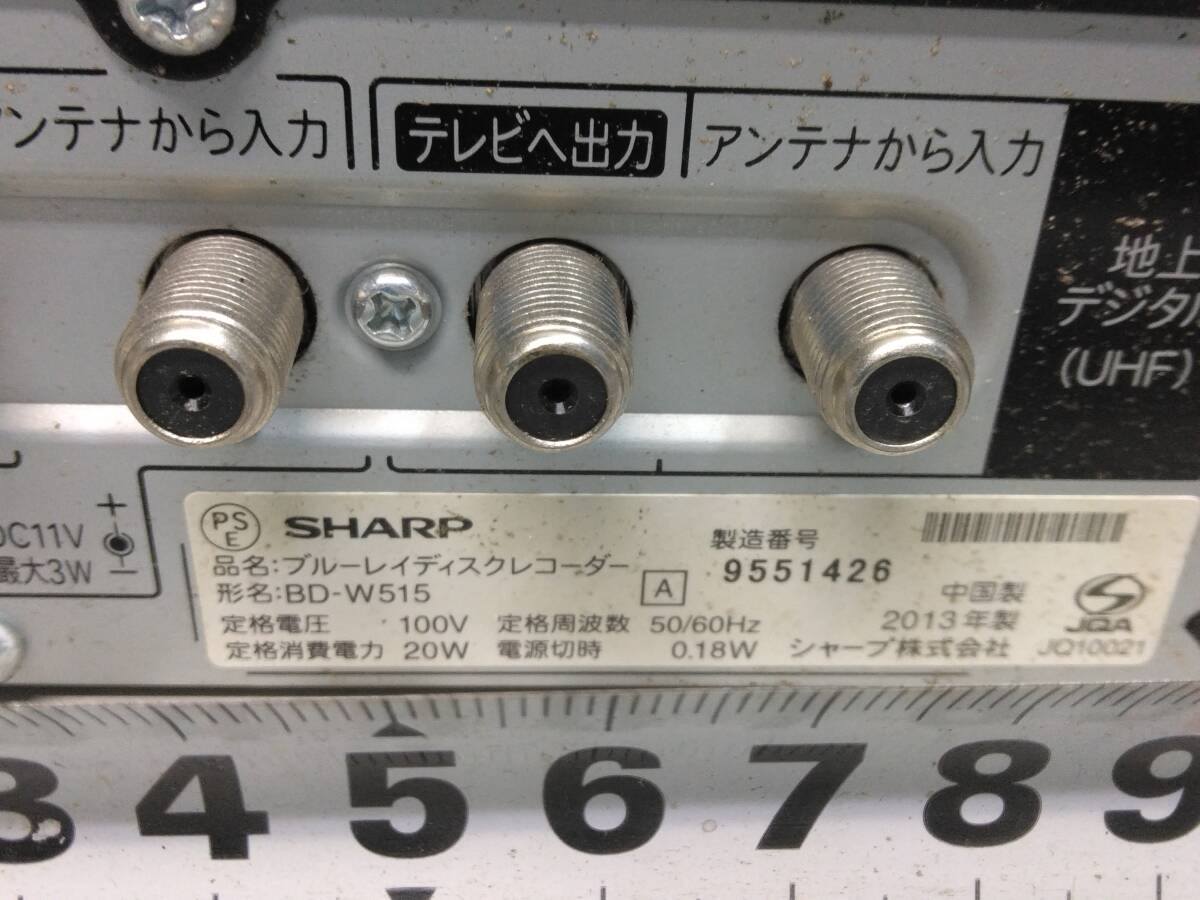 ンテナから入力
テレビへ出力
アンテナから入力
地上
デジタル
(UHF)
DC11V
最大3W
+
−
PS
E
SHARP
品名:ブルーレイディスクレコーダー
形名:BD-W515
A
製造番号
9551426
定格電圧 100V 定格周波数 50/60Hz
定格消費電力 20W 電源切時 0.18W
中国製
2013年製
シャープ株式会社
JQA
JQ10021
3 4 5 6 7 8 9